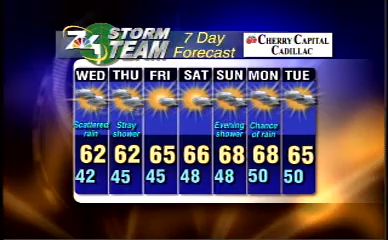 7&4 STORM TEAM
7 Day Forecast
CHERRY CAPITAL CADILLAC
WED THU FRI SAT SUN MON TUE
Scattered rain Stray shower Evening shower Chance of rain
62 62 65 66 68 68 65
42 45 45 48 48 50 50